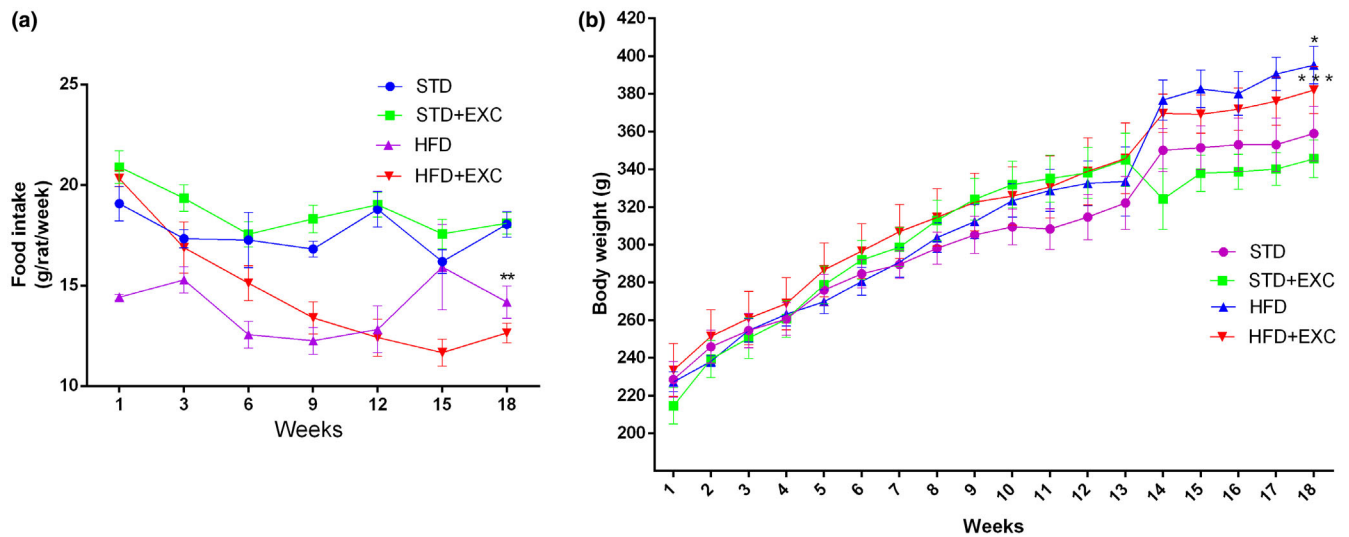 (a)
Food intake
(g/rat/week)
25
20
15
10
STD
STD+EXC
HFD
HFD+EXC
**
1 3 6 9 12 15 18
Weeks
(b)
Body weight (g)
420
400
380
360
340
320
300
280
260
240
220
200
*
* * *
STD
STD+EXC
HFD
HFD+EXC
1 2 3 4 5 6 7 8 9 10 11 12 13 14 15 16 17 18
Weeks